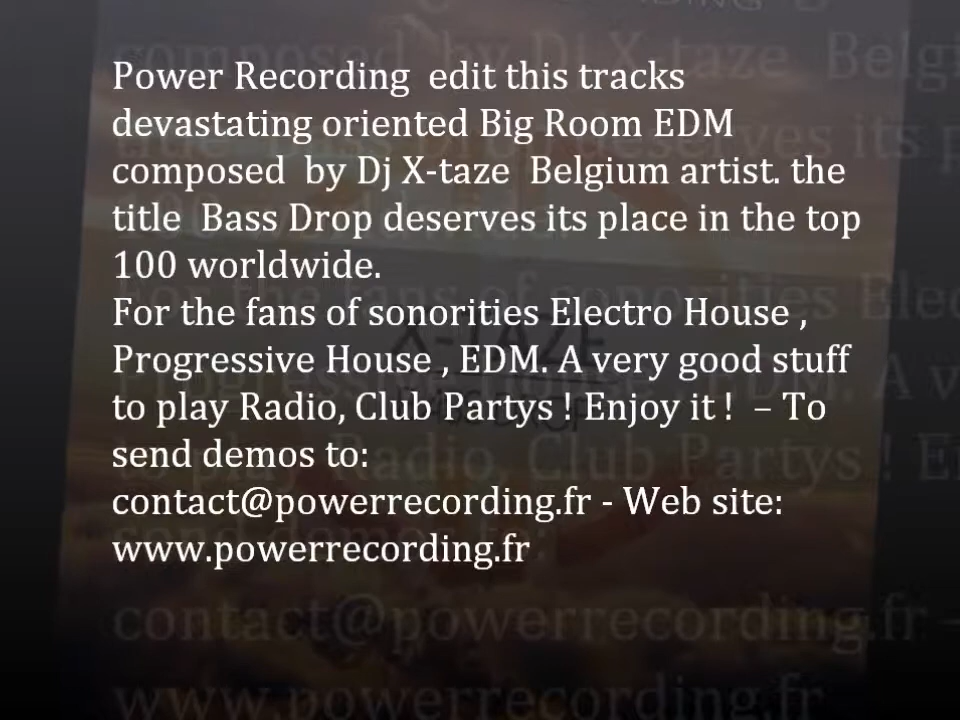 Power Recording  edit this tracks
devastating oriented Big Room EDM
composed  by Dj X-taze  Belgium artist. the
title  Bass Drop deserves its place in the top
100 worldwide.
For the fans of sonorities Electro House ,
Progressive House , EDM. A very good stuff
to play Radio, Club Partys ! Enjoy it !  – To
send demos to:
contact@powerrecording.fr - Web site:
www.powerrecording.fr